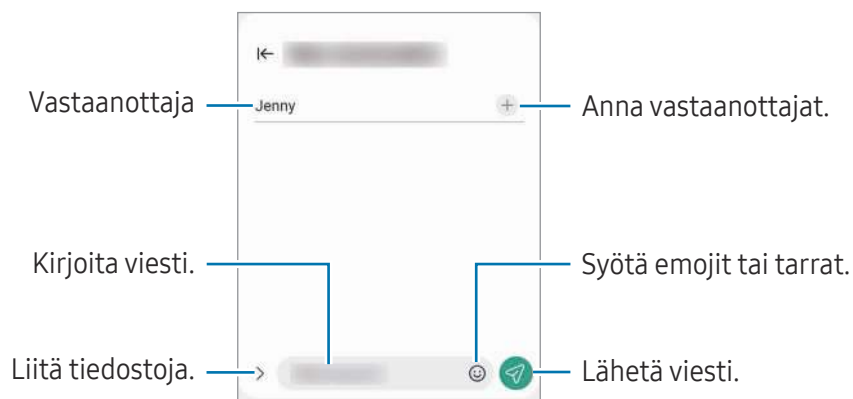 Vastaanottaja
Jenny
Anna vastaanottajat.
Kirjoita viesti.
Syötä emojit tai tarrat.
Liitä tiedostoja.
Lähetä viesti.